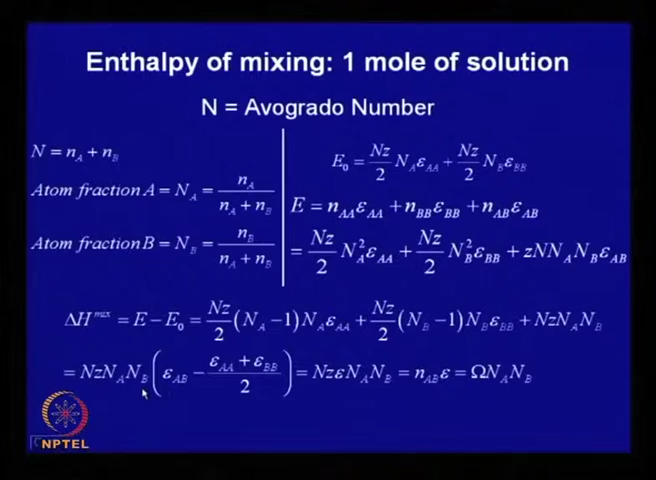 Enthalpy of mixing: 1 mole of solution
N = Avogrado Number
N = n_A + n_B
Atom fraction A = N_A = n_A / (n_A + n_B)
Atom fraction B = N_B = n_B / (n_A + n_B)
E_0 = Nz/2 N_A ε_AA + Nz/2 N_B ε_BB
E = n_AA ε_AA + n_BB ε_BB + n_AB ε_AB
= Nz/2 N_A^2 ε_AA + Nz/2 N_B^2 ε_BB + zNN_A N_B ε_AB
ΔH^mix = E − E_0 = Nz/2 (N_A − 1) N_A ε_AA + Nz/2 (N_B − 1) N_B ε_BB + NzN_A N_B
= NzN_A N_B (ε_AB − (ε_AA + ε_BB)/2) = NzεN_A N_B = n_AB ε = ΩN_A N_B
NPTEL